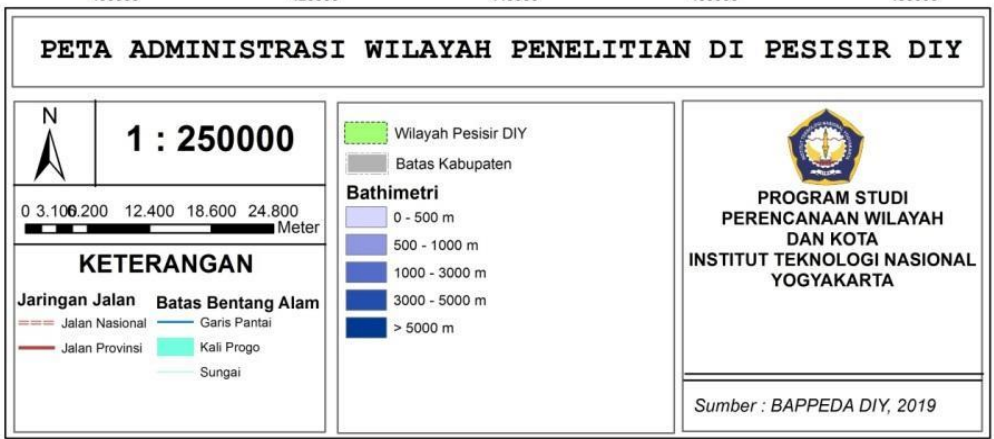 PETA ADMINISTRASI WILAYAH PENELITIAN DI PESISIR DIY
N
1 : 250000
0 3.100 6.200 12.400 18.600 24.800
Meter
KETERANGAN
Jaringan Jalan
Jalan Nasional
Jalan Provinsi
Batas Bentang Alam
Garis Pantai
Kali Progo
Sungai
Wilayah Pesisir DIY
Batas Kabupaten
Bathimetri
0 - 500 m
500 - 1000 m
1000 - 3000 m
3000 - 5000 m
> 5000 m
PROGRAM STUDI
PERENCANAAN WILAYAH
DAN KOTA
INSTITUT TEKNOLOGI NASIONAL
YOGYAKARTA
Sumber : BAPPEDA DIY, 2019